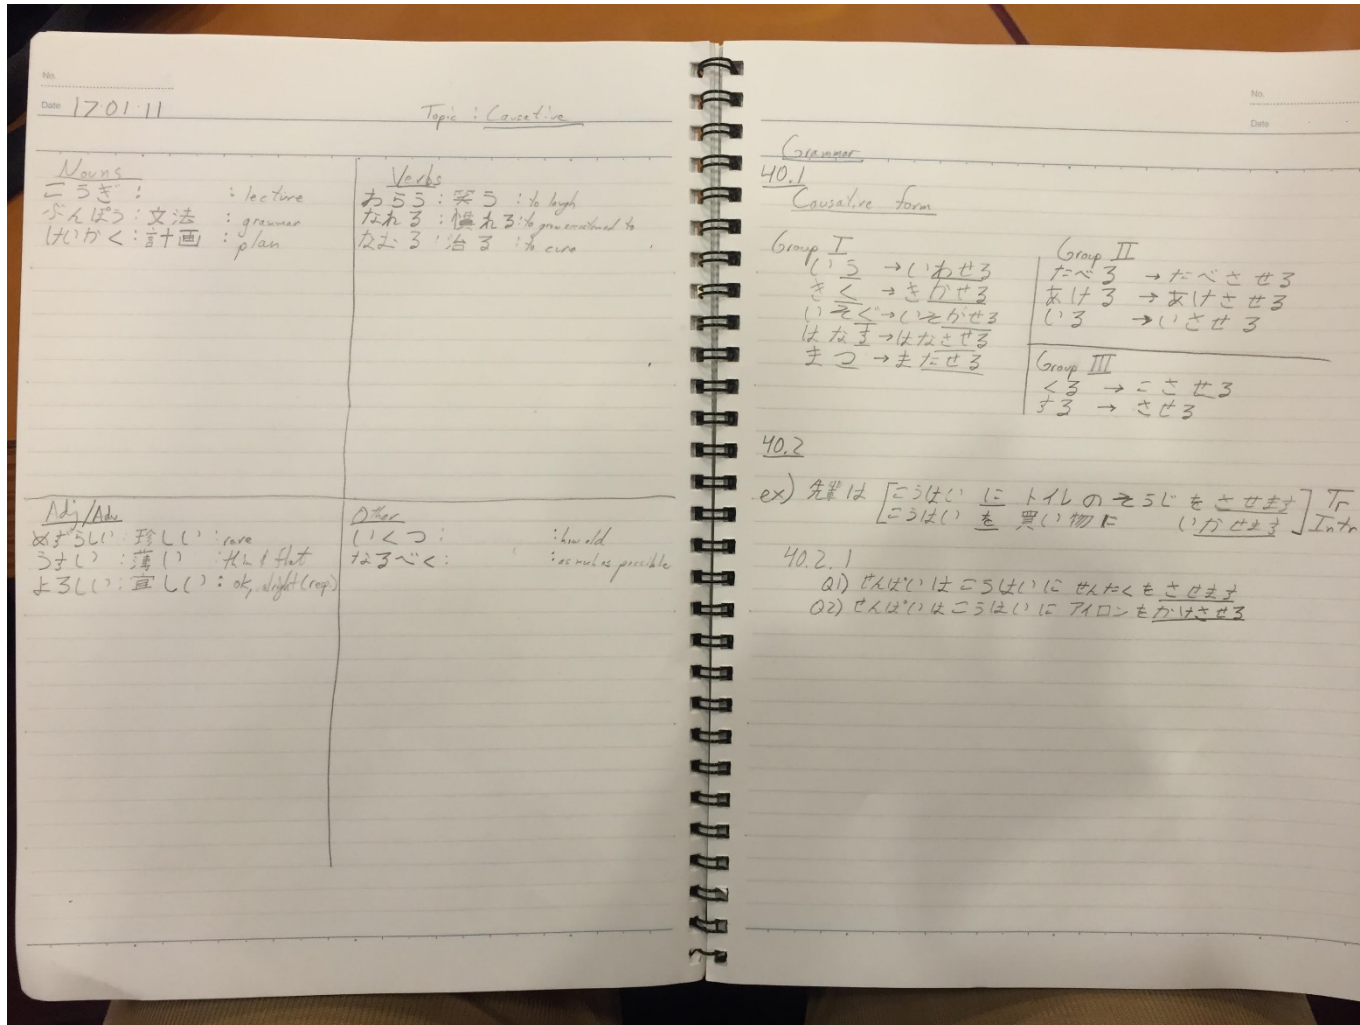 No.
Date 17·01·11
Topic : Causative
Nouns
こうぎ : : lecture
ぶんぽう : 文法 : grammar
けいかく : 計画 : plan
Verbs
わらう : 笑う : to laugh
なれる : 慣れる : to grow accustomed to
なおる : 治る : to cure
Adj/Adv
めずらしい : 珍しい : rare
うすい : 薄い : thin & flat
よろしい : 宜しい : ok, alright (resp)
Other
いくつ : : how old
なるべく : : as much as possible
No.
Date
Grammar
40.1
Causative form
Group I
いう → いわせる
きく → きかせる
いそぐ → いそがせる
はなす → はなさせる
まつ → またせる
Group II
たべる → たべさせる
あける → あけさせる
いる → いさせる
Group III
くる → こさせる
する → させる
40.2
ex) 先輩は [こうはい に トイレ の そうじ を させます] Tr
[こうはい を 買い物 に いかせます] Intr
40.2.1
Q1) せんぱい は こうはい に せんたく を させます
Q2) せんぱい は こうはい に アイロン を かけさせる